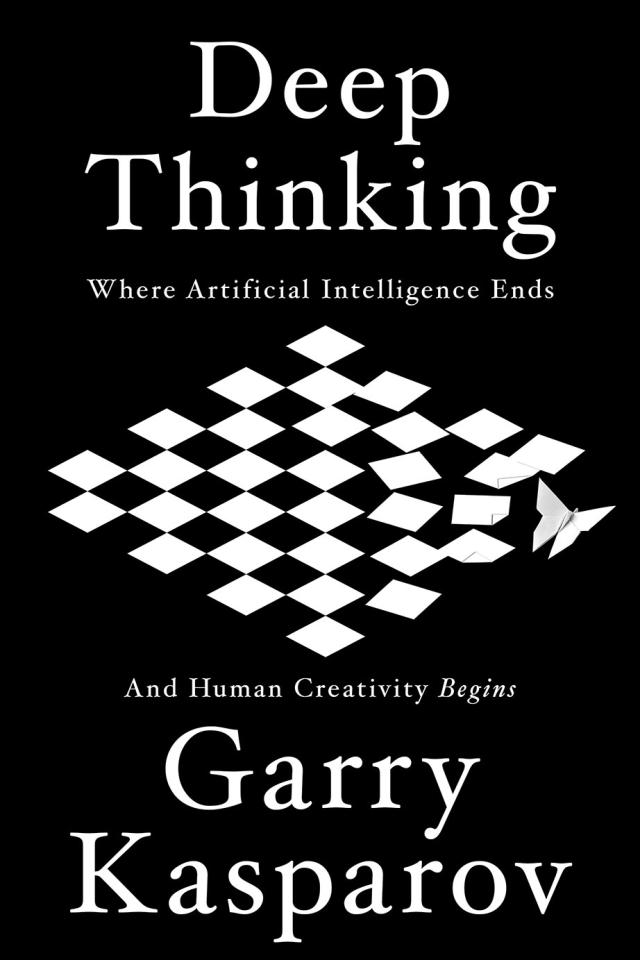 Deep
Thinking
Where Artificial Intelligence Ends
And Human Creativity Begins
Garry
Kasparov